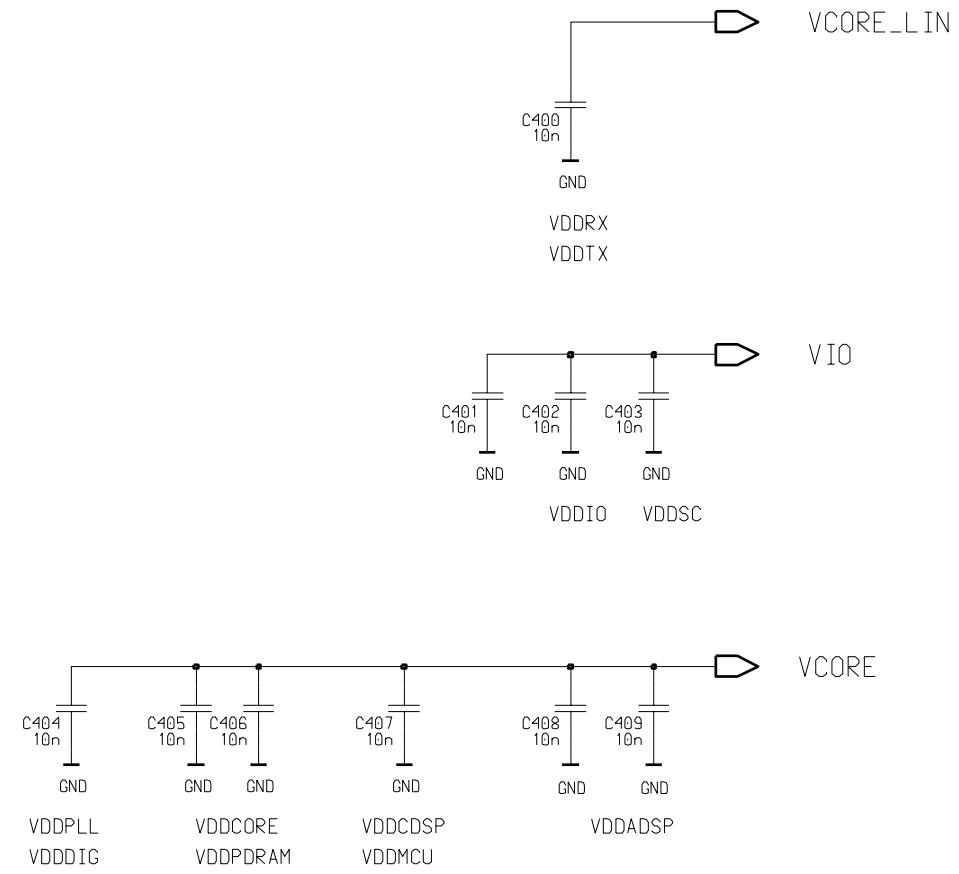 VCORE_LIN
C400
10n
GND
VDDRX
VDDTX
VIO
C401 C402 C403
10n 10n 10n
GND GND GND
VDDIO VDDSC
VCORE
C404 C405 C406 C407 C408 C409
10n 10n 10n 10n 10n 10n
GND GND GND GND GND GND
VDDPLL VDDCORE VDDCDSP VDDADSP
VDDDIG VDDPDRAM VDDMCU